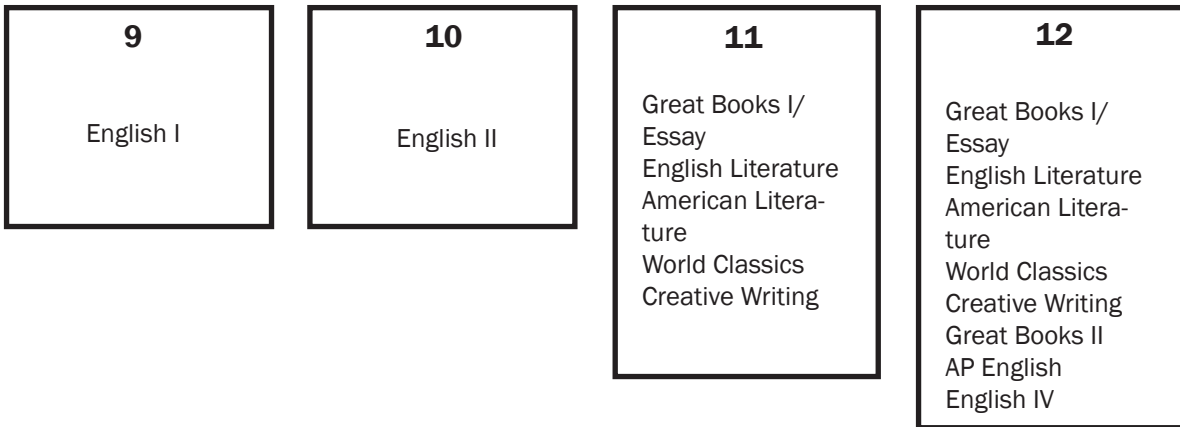 9
English I
10
English II
11
Great Books I/
Essay
English Literature
American Litera-
ture
World Classics
Creative Writing
12
Great Books I/
Essay
English Literature
American Litera-
ture
World Classics
Creative Writing
Great Books II
AP English
English IV